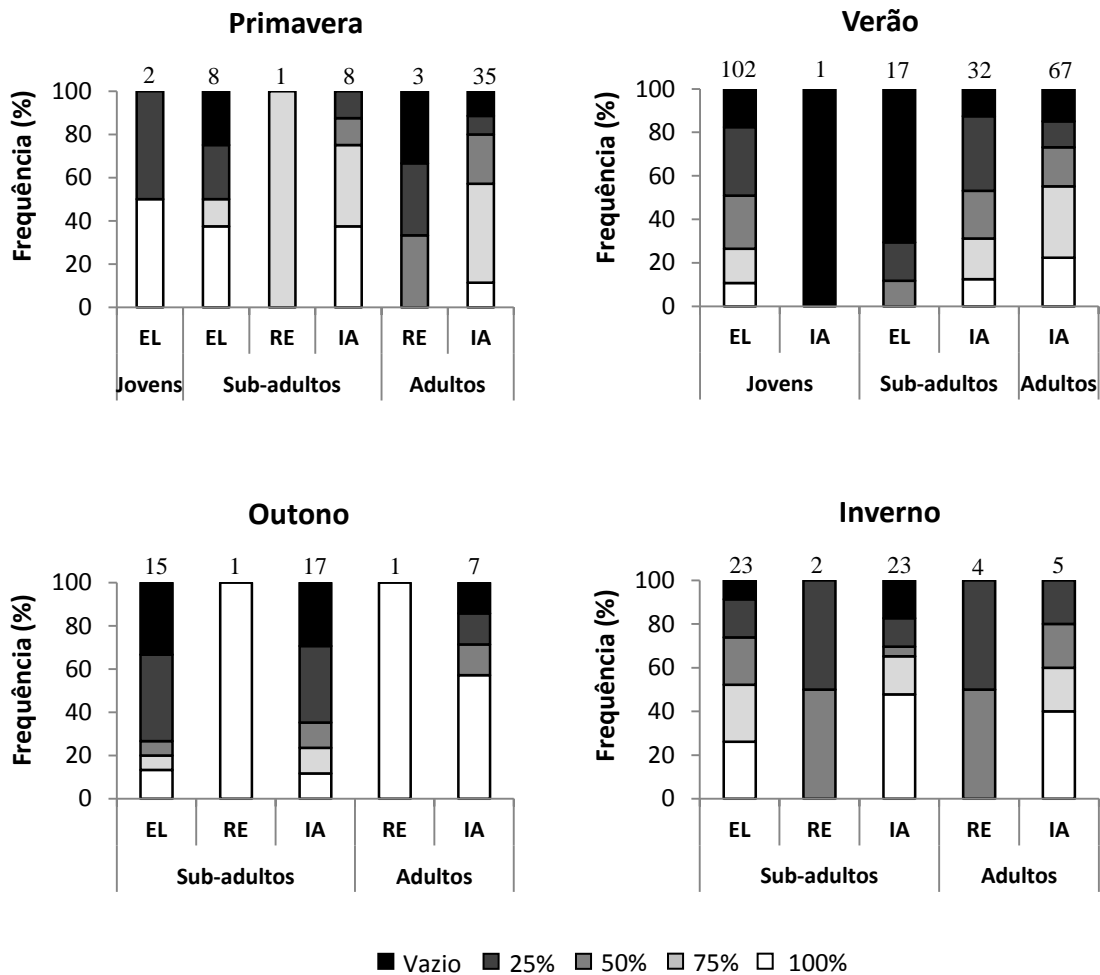 Primavera
2 8 1 8 3 35
Frequência (%)
100
80
60
40
20
0
EL EL RE IA RE IA
Jovens Sub-adultos Adultos
Verão
102 1 17 32 67
Frequência (%)
100
80
60
40
20
0
EL IA EL IA IA
Jovens Sub-adultos Adultos
Outono
15 1 17 1 7
Frequência (%)
100
80
60
40
20
0
EL RE IA RE IA
Sub-adultos Adultos
Inverno
23 2 23 4 5
Frequência (%)
100
80
60
40
20
0
EL RE IA RE IA
Sub-adultos Adultos
Vazio 25% 50% 75% 100%